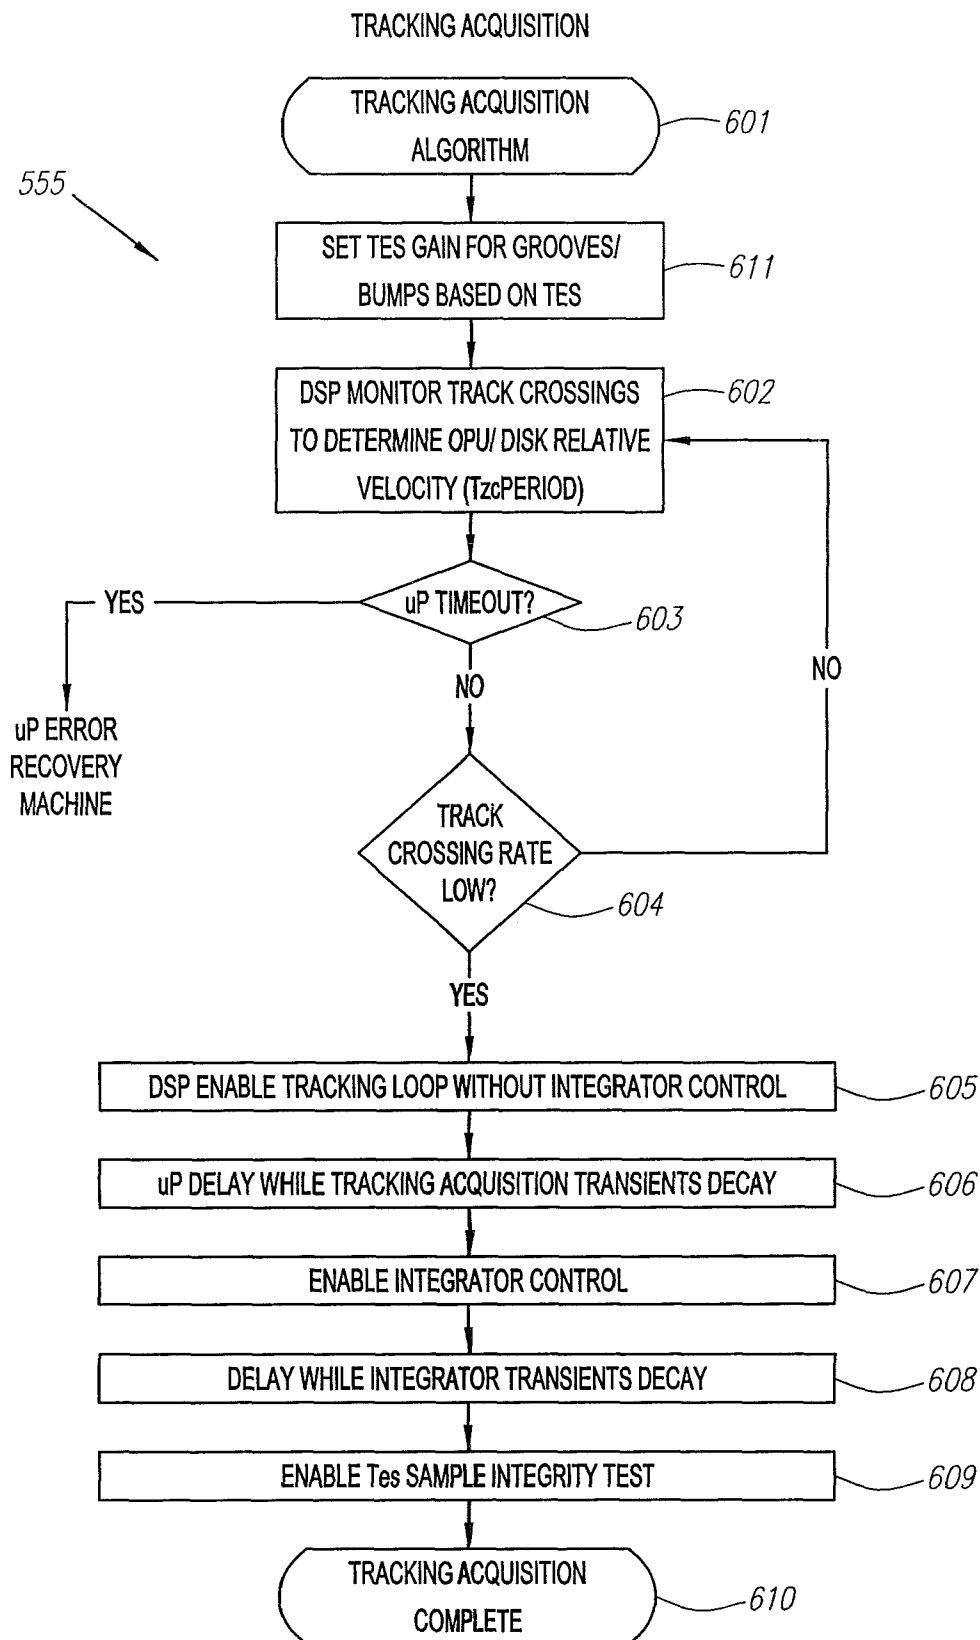 TRACKING ACQUISITION
TRACKING ACQUISITION
ALGORITHM
601
555
SET TES GAIN FOR GROOVES/
BUMPS BASED ON TES
611
DSP MONITOR TRACK CROSSINGS
TO DETERMINE OPU/ DISK RELATIVE
VELOCITY (TzcPERIOD)
602
YES
uP TIMEOUT?
603
NO
NO
uP ERROR
RECOVERY
MACHINE
TRACK
CROSSING RATE
LOW?
604
YES
DSP ENABLE TRACKING LOOP WITHOUT INTEGRATOR CONTROL
605
uP DELAY WHILE TRACKING ACQUISITION TRANSIENTS DECAY
606
ENABLE INTEGRATOR CONTROL
607
DELAY WHILE INTEGRATOR TRANSIENTS DECAY
608
ENABLE Tes SAMPLE INTEGRITY TEST
609
TRACKING ACQUISITION
COMPLETE
610